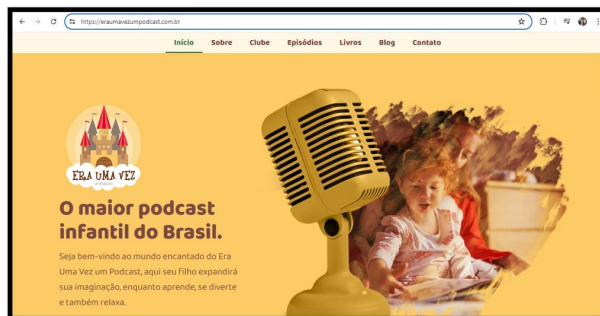 https://eraumavezumpodcast.com.br
Início Sobre Clube Episódios Livros Blog Contato
ERA UMA VEZ
UM PODCAST
O maior podcast
infantil do Brasil.
Seja bem-vindo ao mundo encantado do Era
Uma Vez um Podcast, aqui seu filho expandirá
sua imaginação, enquanto aprende, se diverte
e também relaxa.